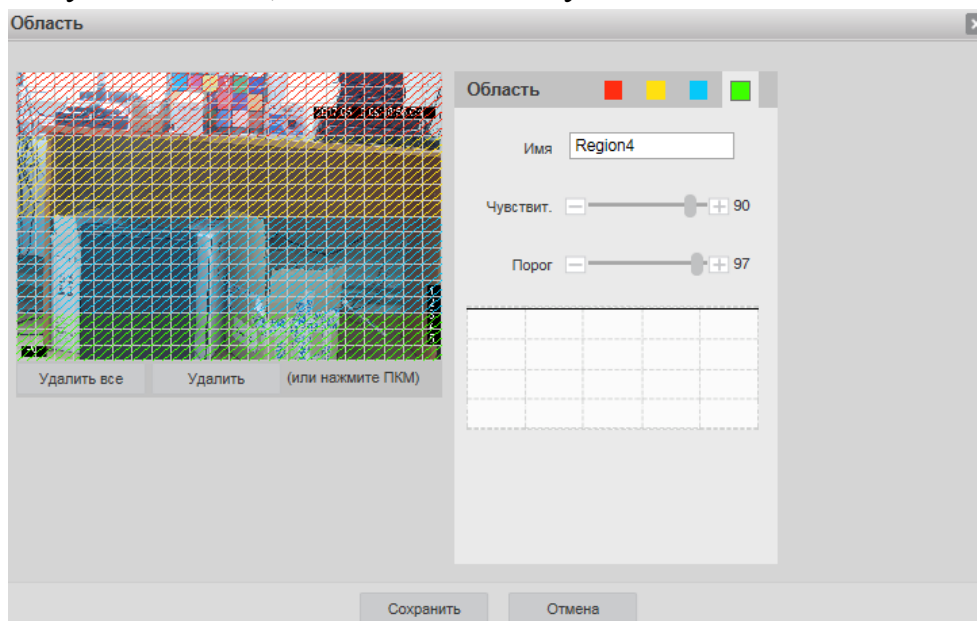 Область
Область
Имя Region4
Чувствит. 90
Порог 97
Удалить все Удалить (или нажмите ПКМ)
Сохранить Отмена